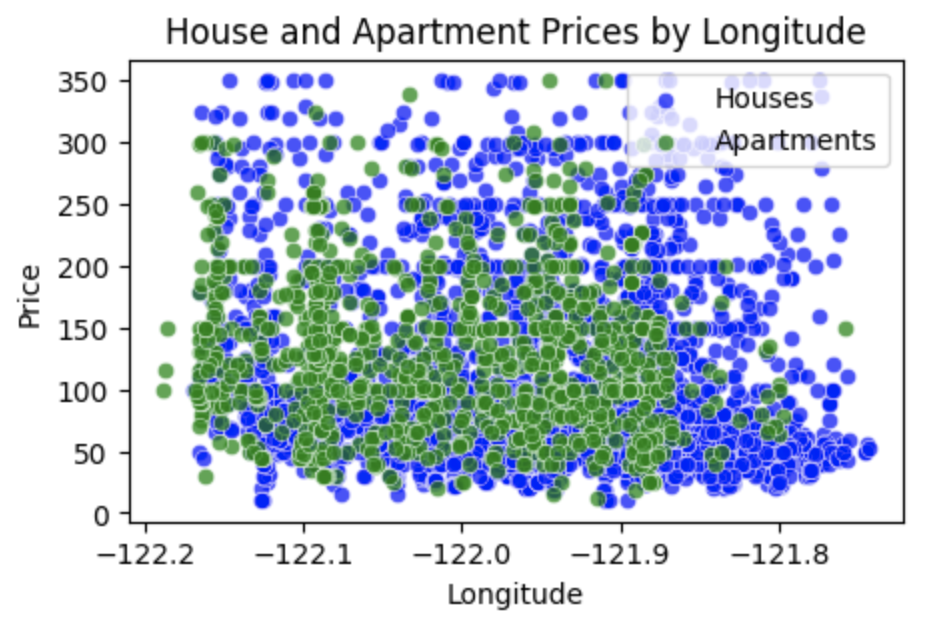 House and Apartment Prices by Longitude
350
300
250
200
150
100
50
0
Price
Houses
Apartments
−122.2
−122.1
−122.0
−121.9
−121.8
Longitude